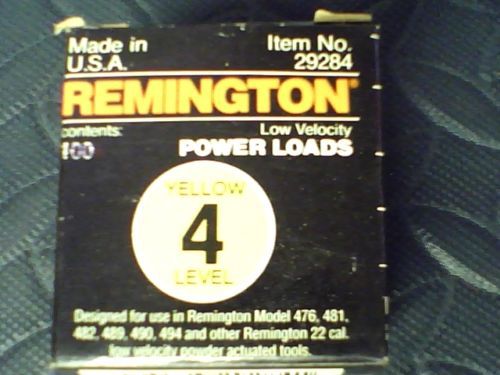 Made in
U.S.A.
Item No.
29284
REMINGTON
contents:
100
Low Velocity
POWER LOADS
YELLOW
4
LEVEL
Designed for use in Remington Model 476, 481,
482, 489, 490, 494 and other Remington 22 cal.
low velocity powder actuated tools.